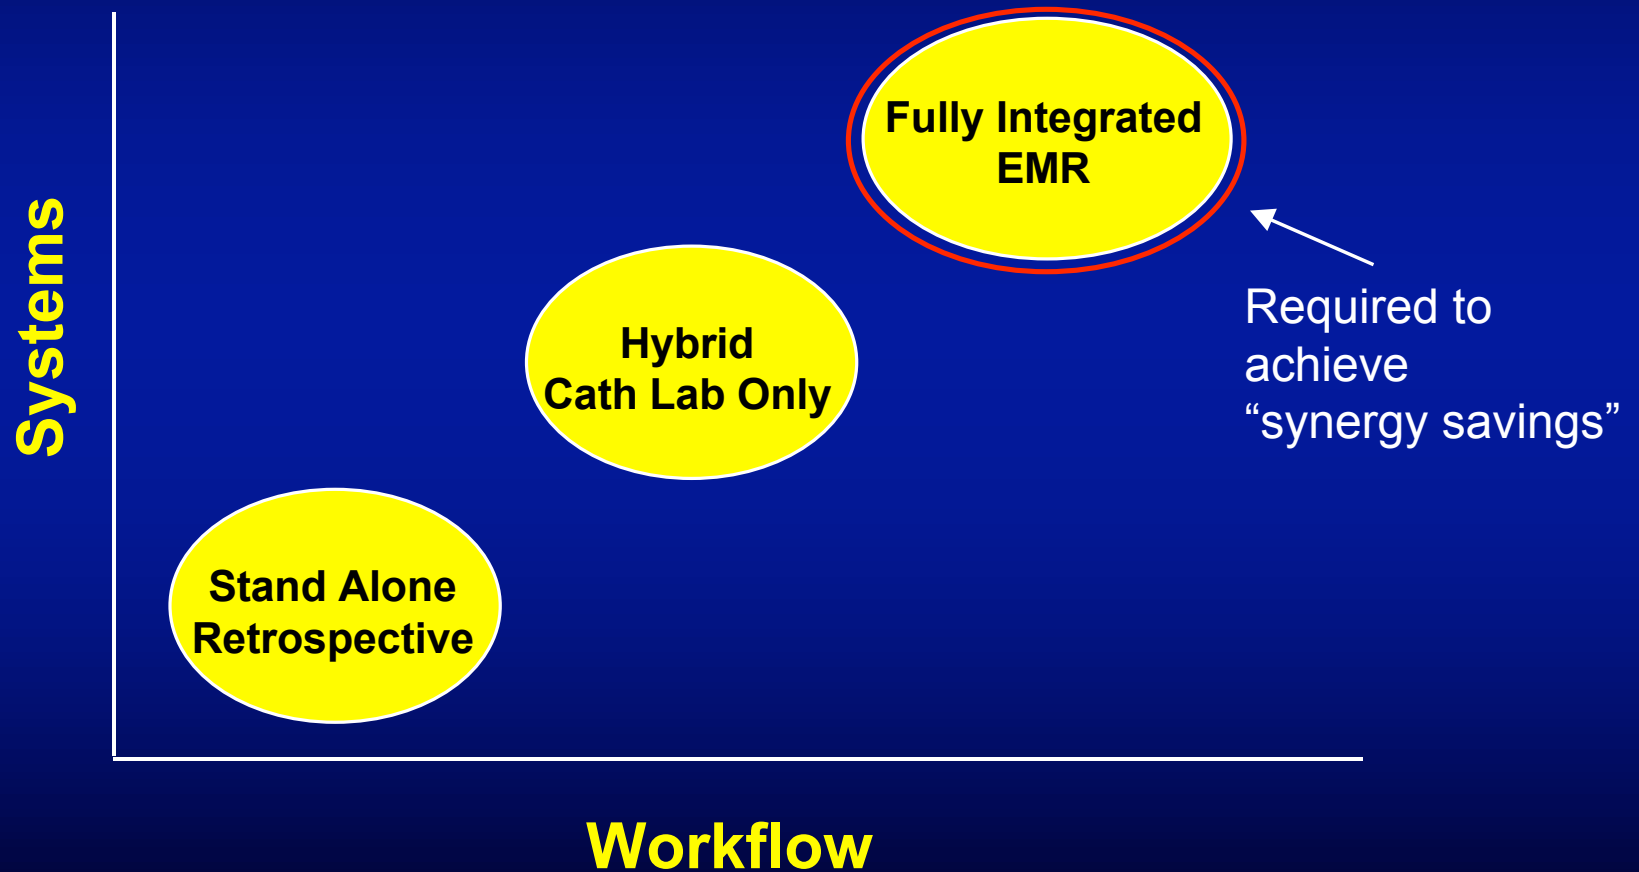 Systems
Fully Integrated
EMR
Hybrid
Cath Lab Only
Required to
achieve
“synergy savings”
Stand Alone
Retrospective
Workflow